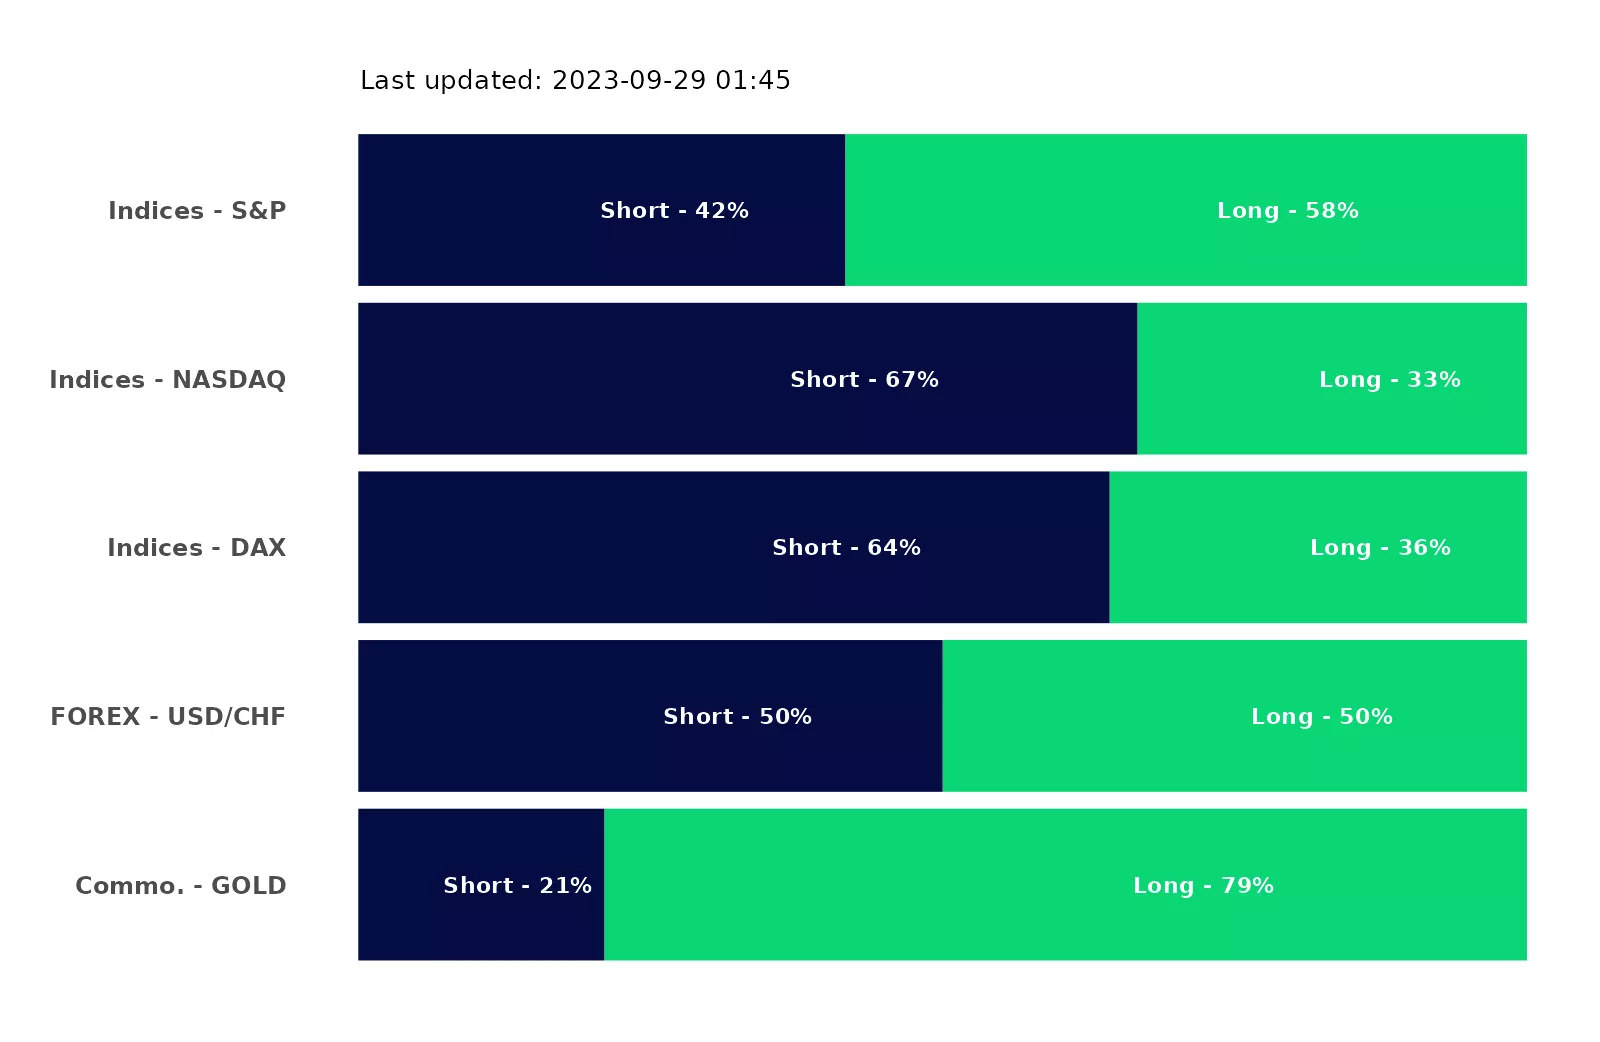 Last updated: 2023-09-29 01:45
Indices - S&P Short - 42% Long - 58%
Indices - NASDAQ Short - 67% Long - 33%
Indices - DAX Short - 64% Long - 36%
FOREX - USD/CHF Short - 50% Long - 50%
Commo. - GOLD Short - 21% Long - 79%